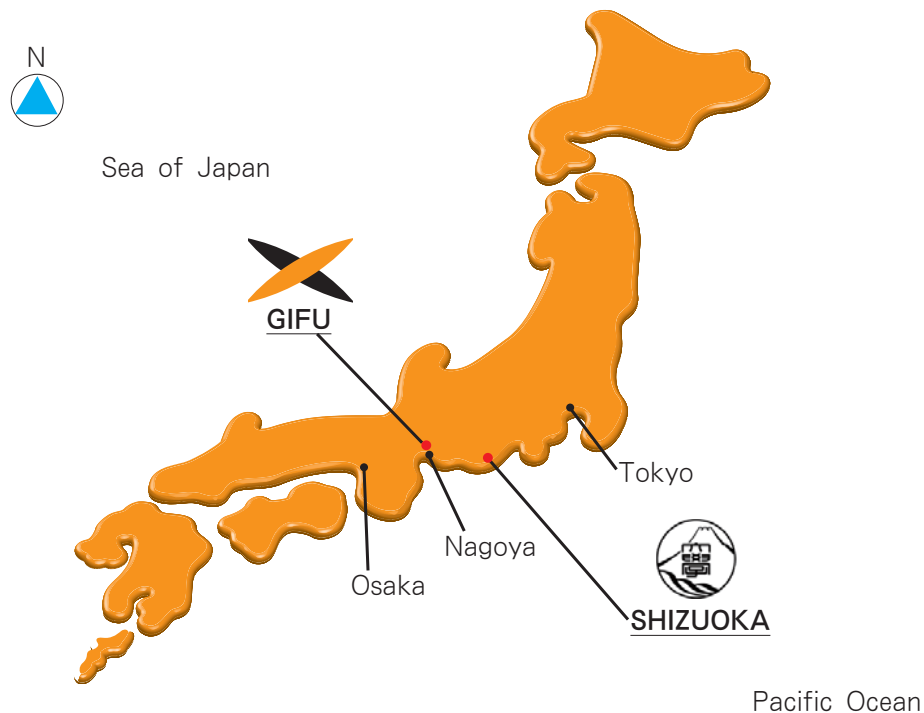 N
Sea of Japan
GIFU
Tokyo
Nagoya
Osaka
SHIZUOKA
Pacific Ocean